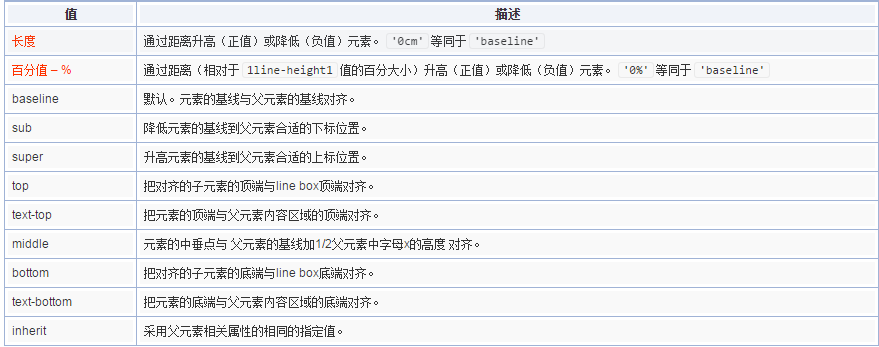 值 描述
长度 通过距离升高（正值）或降低（负值）元素。 '0cm' 等同于 'baseline'
百分值 – % 通过距离（相对于 1line-height1 值的百分大小）升高（正值）或降低（负值）元素。 '0%' 等同于 'baseline'
baseline 默认。元素的基线与父元素的基线对齐。
sub 降低元素的基线到父元素合适的下标位置。
super 升高元素的基线到父元素合适的上标位置。
top 把对齐的子元素的顶端与line box顶端对齐。
text-top 把元素的顶端与父元素内容区域的顶端对齐。
middle 元素的中垂点与 父元素的基线加1/2父元素中字母x的高度 对齐。
bottom 把对齐的子元素的底端与line box底端对齐。
text-bottom 把元素的底端与父元素内容区域的底端对齐。
inherit 采用父元素相关属性的相同的指定值。